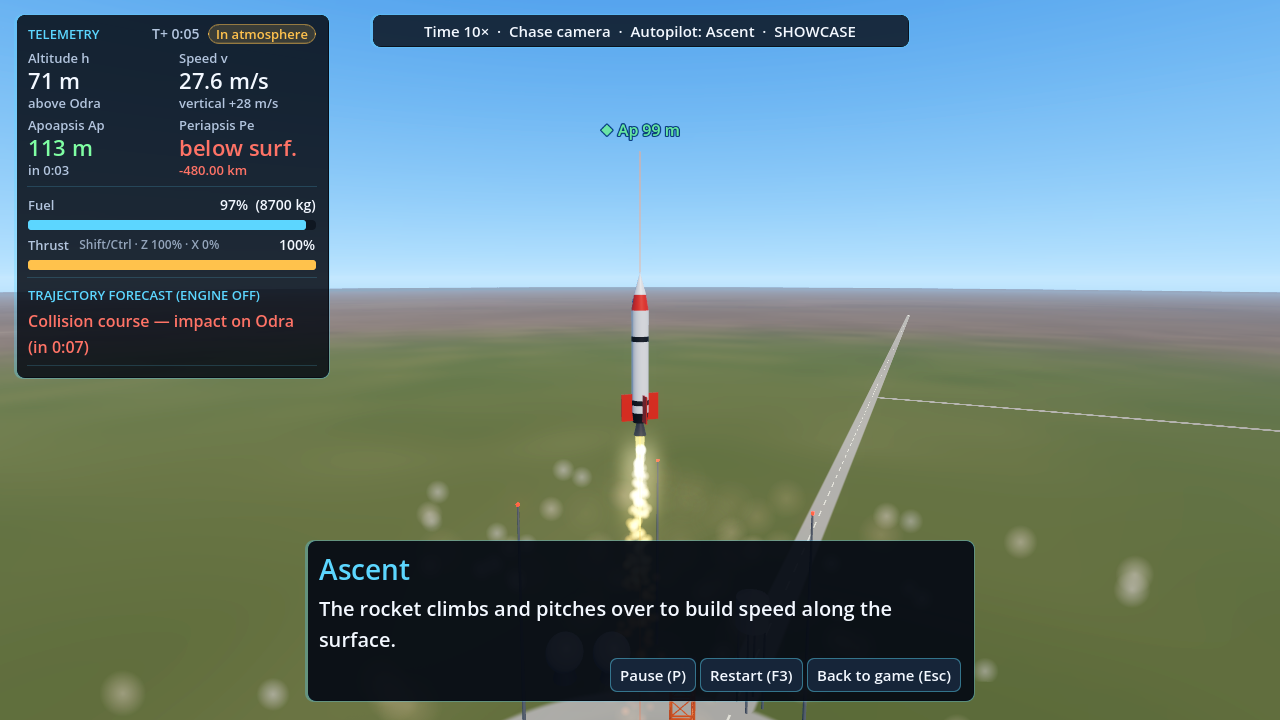 TELEMETRY T+ 0:05 In atmosphere
Altitude h Speed v
71 m 27.6 m/s
above Odra vertical +28 m/s
Apoapsis Ap Periapsis Pe
113 m below surf.
in 0:03 -480.00 km
Fuel 97% (8700 kg)
Thrust Shift/Ctrl · Z 100% · X 0% 100%
TRAJECTORY FORECAST (ENGINE OFF)
Collision course — impact on Odra
(in 0:07)
Time 10× · Chase camera · Autopilot: Ascent · SHOWCASE
Ap 99 m
Ascent
The rocket climbs and pitches over to build speed along the
surface.
Pause (P) Restart (F3) Back to game (Esc)